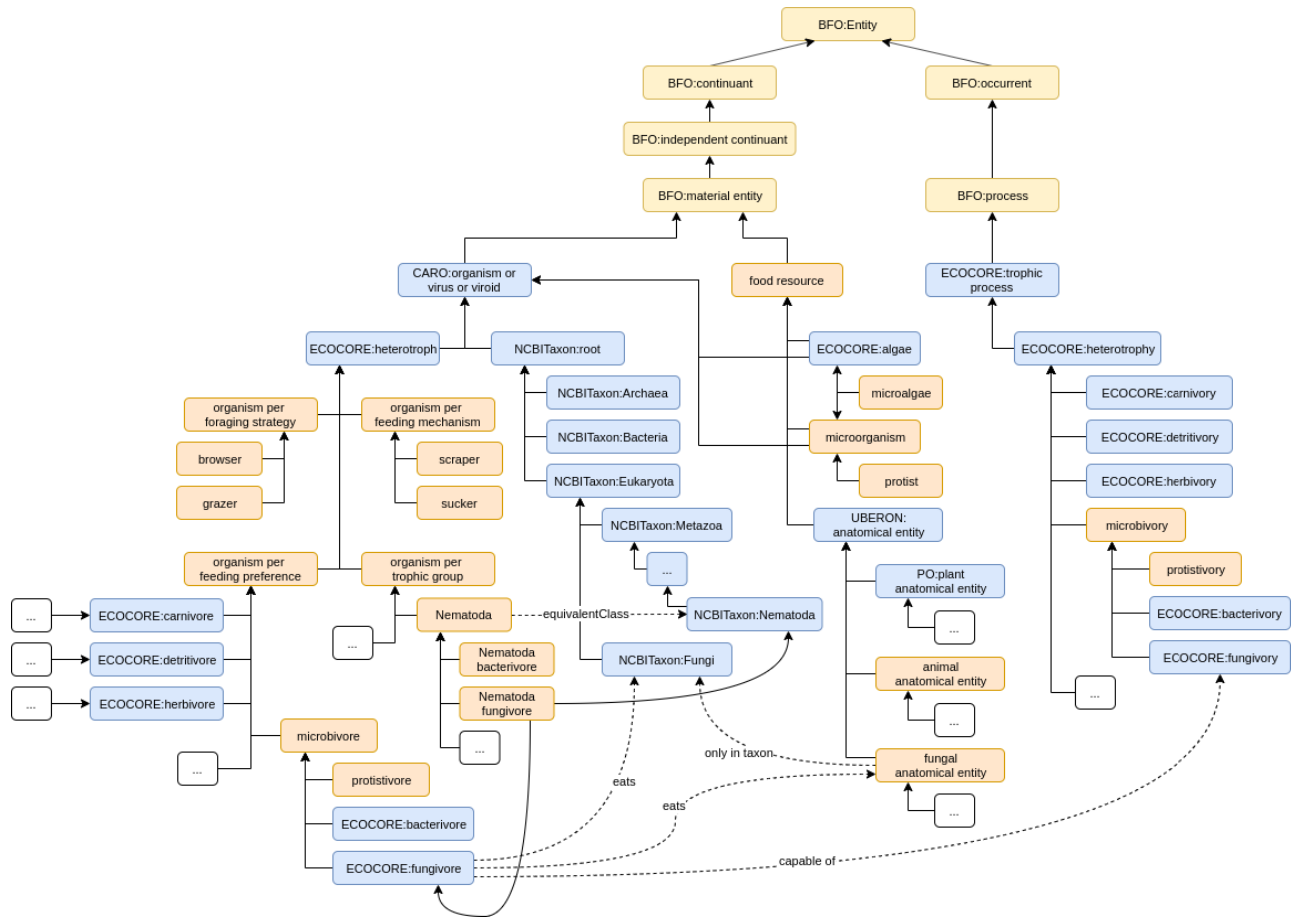 BFO:Entity
BFO:continuant
BFO:occurrent
BFO:independent continuant
BFO:material entity
BFO:process
CARO:organism or
virus or viroid
food resource
ECOCORE:trophic
process
ECOCORE:heterotroph
NCBITaxon:root
ECOCORE:algae
ECOCORE:heterotrophy
NCBITaxon:Archaea
microalgae
ECOCORE:carnivory
organism per
foraging strategy
organism per
feeding mechanism
NCBITaxon:Bacteria
microorganism
ECOCORE:detritivory
browser
scraper
NCBITaxon:Eukaryota
protist
ECOCORE:herbivory
grazer
sucker
NCBITaxon:Metazoa
UBERON:
anatomical entity
microbivory
organism per
feeding preference
organism per
trophic group
...
PO:plant
anatomical entity
protistivory
...
ECOCORE:carnivore
Nematoda
equivalentClass
NCBITaxon:Nematoda
ECOCORE:bacterivory
...
...
...
ECOCORE:detritivore
Nematoda
bacterivore
NCBITaxon:Fungi
animal
anatomical entity
ECOCORE:fungivory
...
ECOCORE:herbivore
Nematoda
fungivore
...
...
microbivore
...
only in taxon
fungal
anatomical entity
...
protistivore
eats
eats
...
ECOCORE:bacterivore
ECOCORE:fungivore
capable of